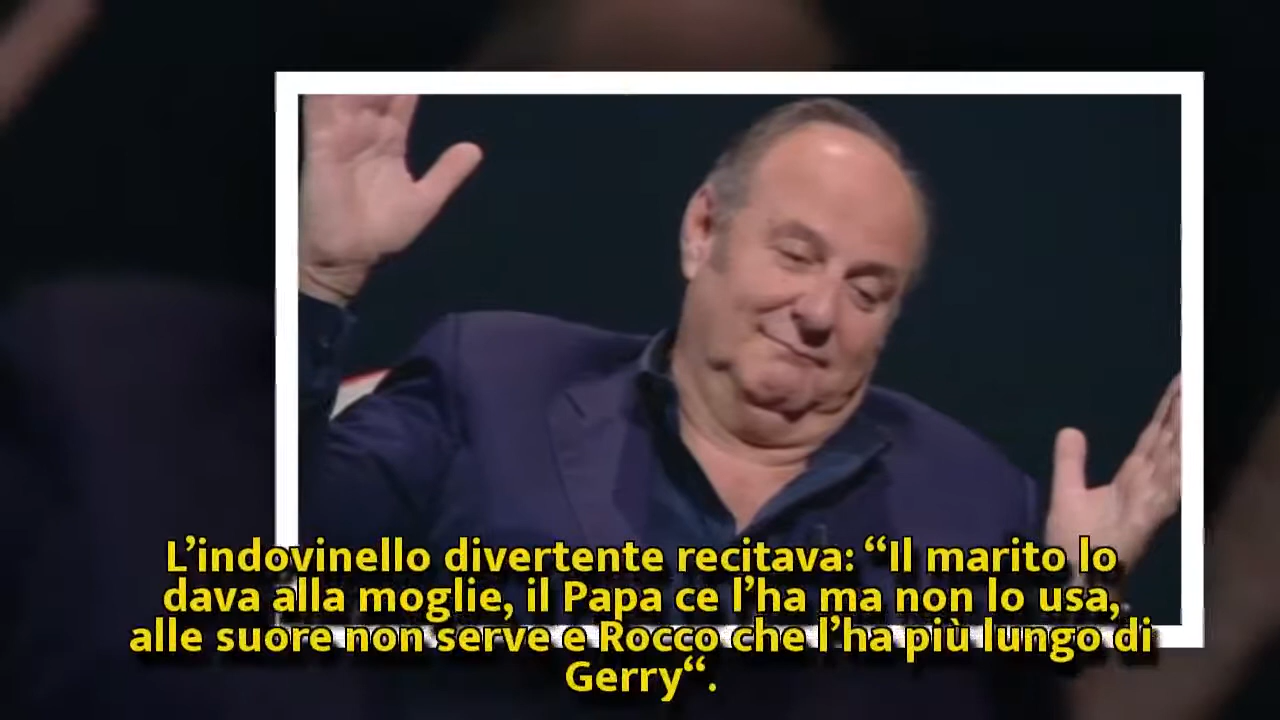 L’indovinello divertente recitava: “Il marito lo
dava alla moglie, il Papa ce l’ha ma non lo usa,
alle suore non serve e Rocco che l’ha più lungo di
Gerry“.